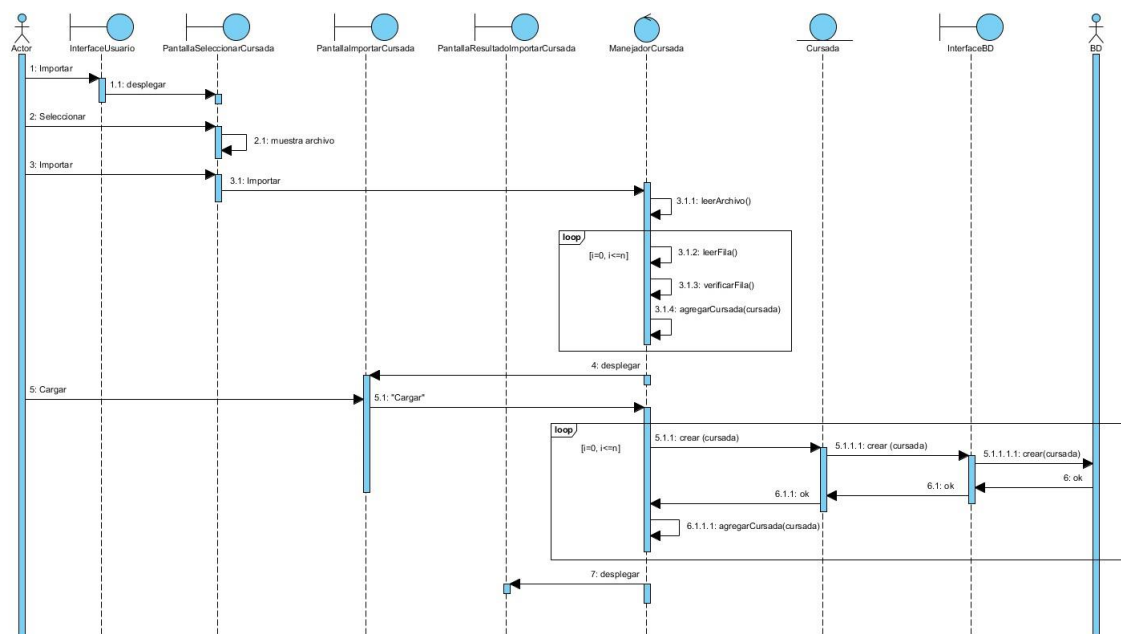 Actor
InterfaceUsuario
PantallaSeleccionarCursada
PantallaImportarCursada
PantallaResultadoImportarCursada
ManejadorCursada
Cursada
InterfaceBD
BD
1: Importar
1.1: desplegar
2: Seleccionar
2.1: muestra archivo
3: Importar
3.1: Importar
3.1.1: leerArchivo()
loop
[i=0, i<=n]
3.1.2: leerFila()
3.1.3: verificarFila()
3.1.4: agregarCursada(cursada)
4: desplegar
5: Cargar
5.1: "Cargar"
loop
[i=0, i<=n]
5.1.1: crear (cursada)
5.1.1.1: crear (cursada)
5.1.1.1.1: crear(cursada)
6: ok
6.1: ok
6.1.1: ok
6.1.1.1: agregarCursada(cursada)
7: desplegar